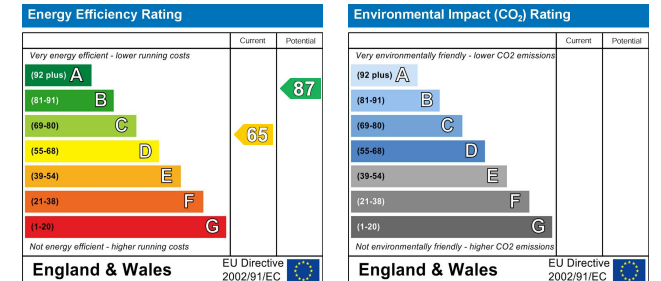 Energy Efficiency Rating
Current Potential
Very energy efficient - lower running costs
(92 plus) A
(81-91) B
(69-80) C
(55-68) D
(39-54) E
(21-38) F
(1-20) G
65
87
Not energy efficient - higher running costs
England & Wales
EU Directive
2002/91/EC
Environmental Impact (CO₂) Rating
Current Potential
Very environmentally friendly - lower CO2 emissions
(92 plus) A
(81-91) B
(69-80) C
(55-68) D
(39-54) E
(21-38) F
(1-20) G
Not environmentally friendly - higher CO2 emissions
England & Wales
EU Directive
2002/91/EC